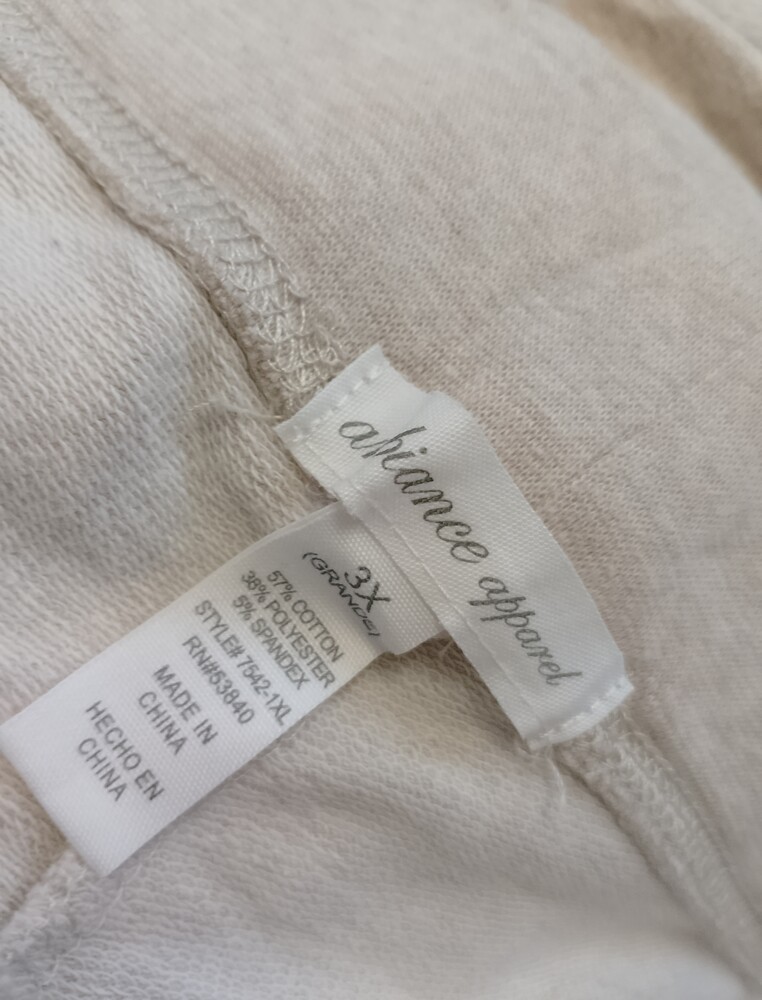 abiance apparel
3X
(GRANDE)
57% COTTON
38% POLYESTER
5% SPANDEX
STYLE# 7542-1XL
RN#53840
MADE IN
CHINA
HECHO EN
CHINA